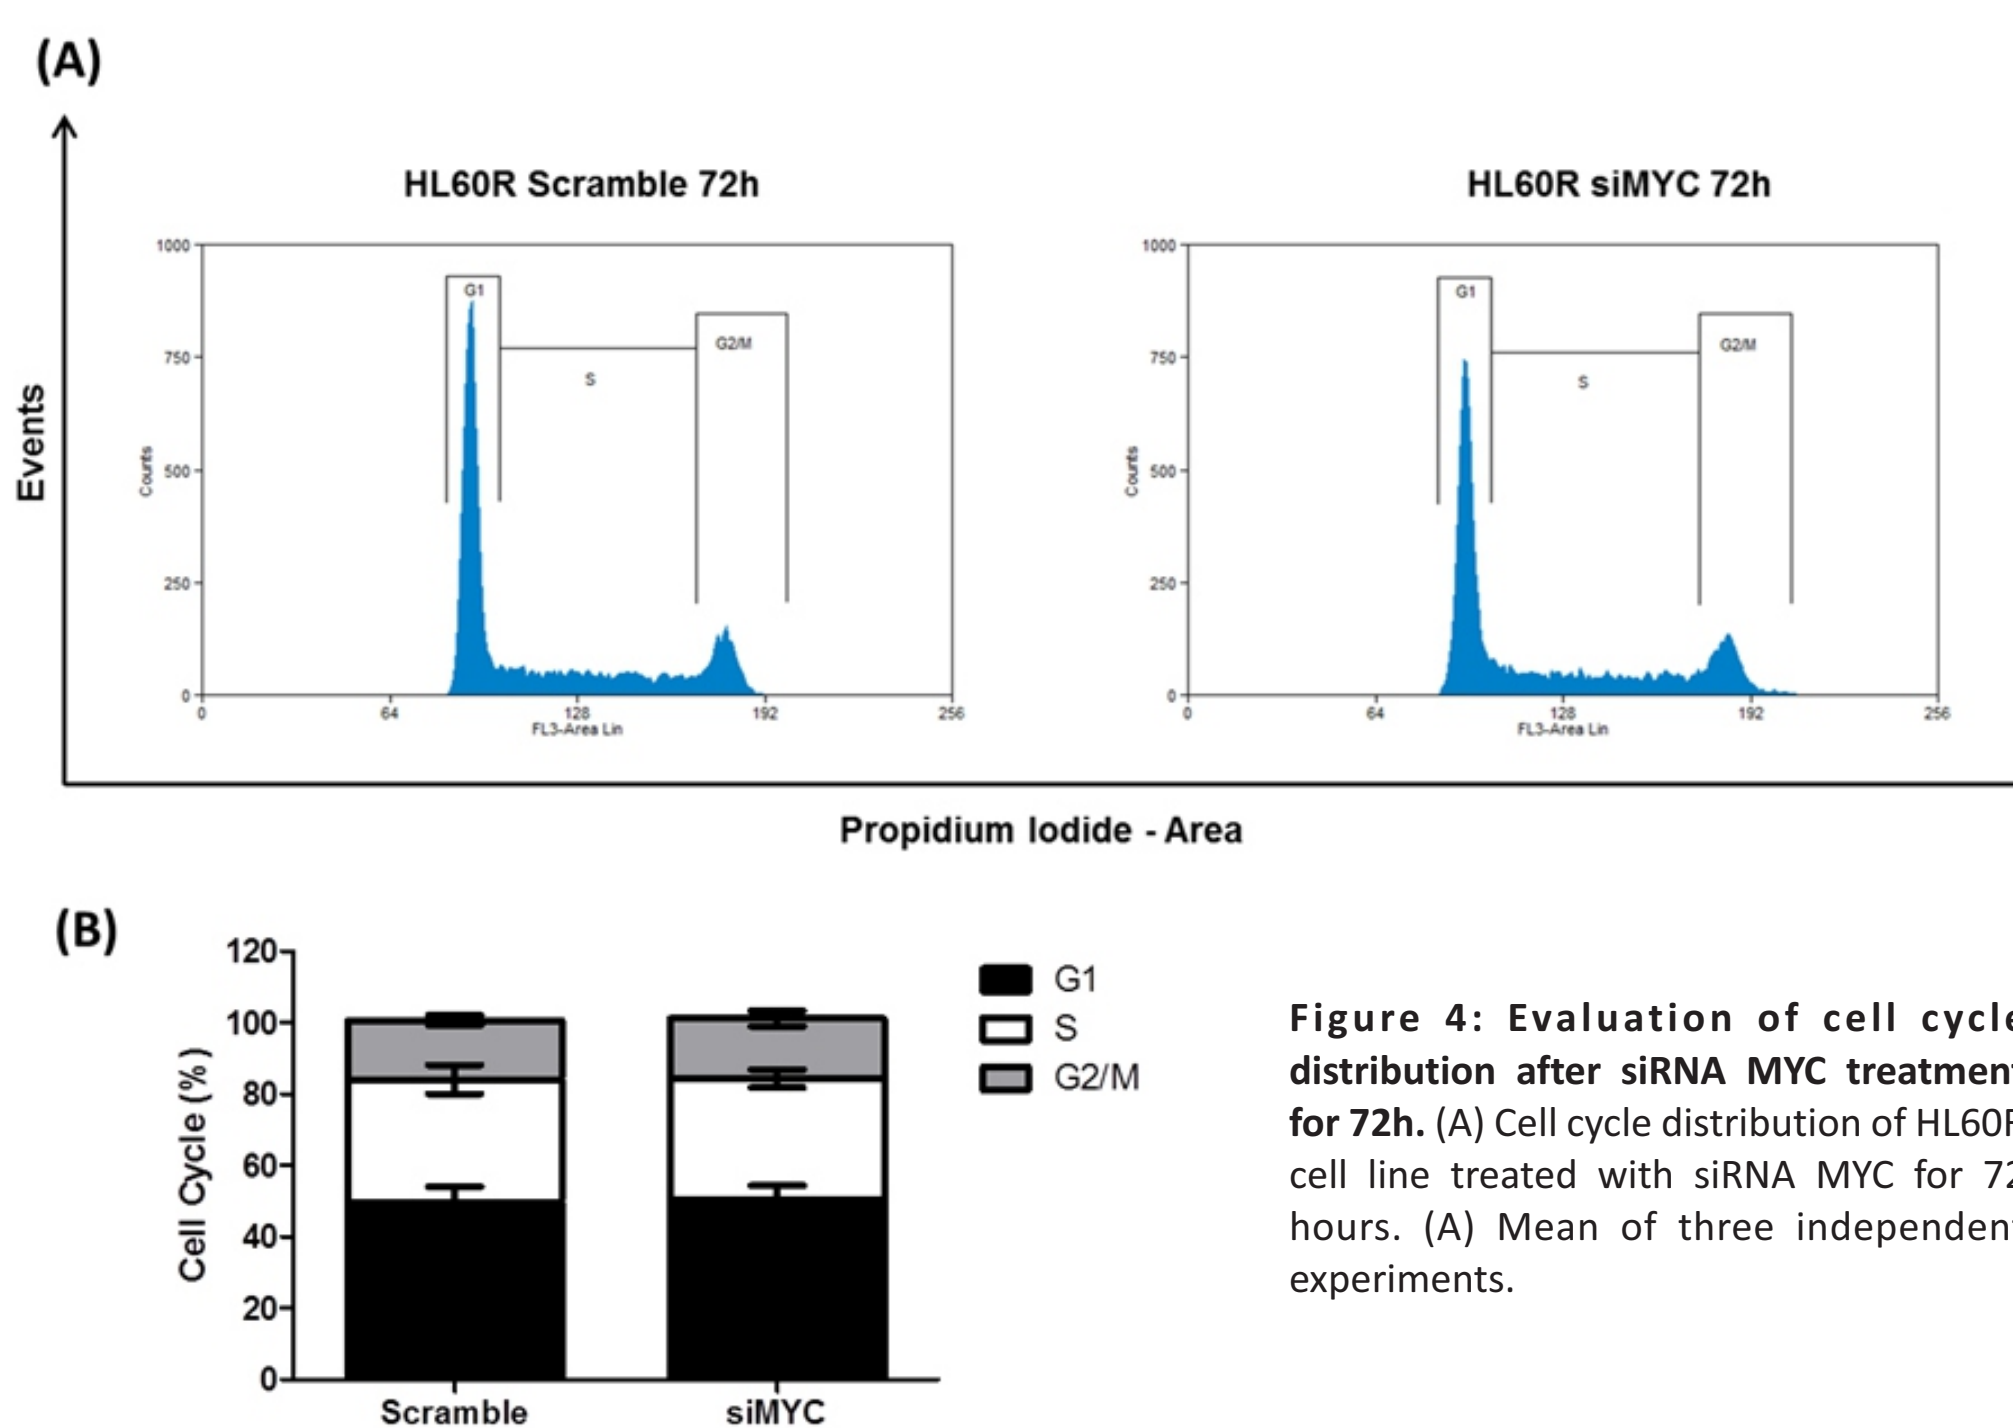 (A)
HL60R Scramble 72h
HL60R siMYC 72h
Events
1000
750
500
250
0
Counts
G1
S
G2/M
0 64 128 192 256
FL3-Area Lin
1000
750
500
250
0
Counts
G1
S
G2/M
0 64 128 192 256
FL3-Area Lin
Propidium Iodide - Area
(B)
120
100
80
60
40
20
0
Cell Cycle (%)
Scramble siMYC
G1
S
G2/M
Figure 4: Evaluation of cell cycle
distribution after siRNA MYC treatment
for 72h. (A) Cell cycle distribution of HL60R
cell line treated with siRNA MYC for 72
hours. (A) Mean of three independent
experiments.